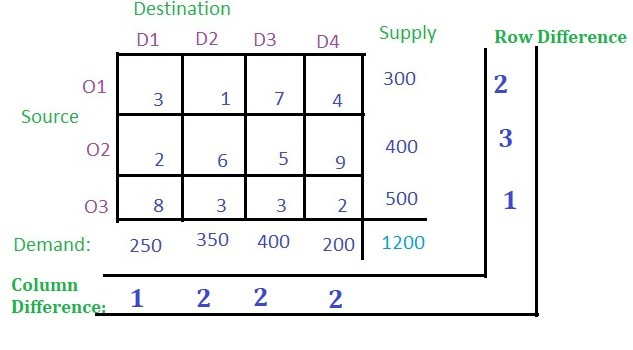 Destination
D1 D2 D3 D4 Supply Row Difference
O1 3 1 7 4 300 2
Source
O2 2 6 5 9 400 3
O3 8 3 3 2 500 1
Demand: 250 350 400 200 1200
Column
Difference: 1 2 2 2